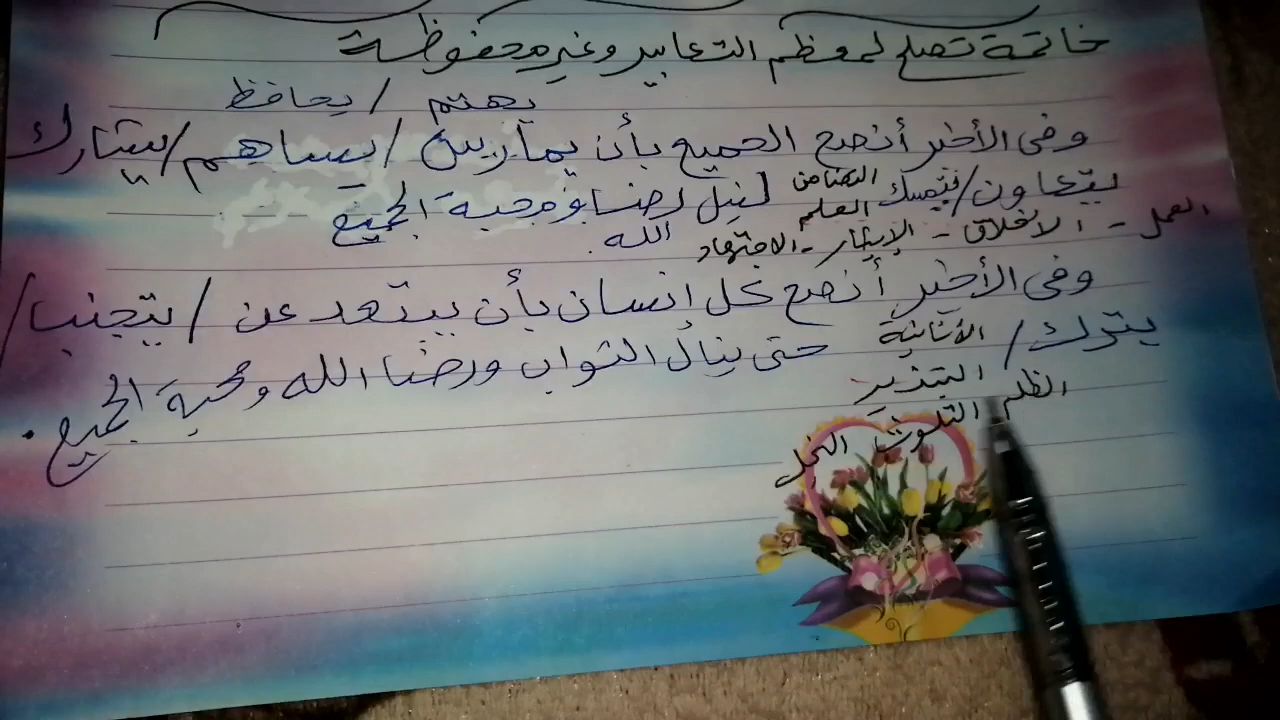 خاتمة تصلح لمعظم التعابير وغير محفوظة
يهتم / يحافظ
وفي الأخير أنصح الجميع بأن يمارس / يساهم / يشارك
يتعاون / يتمسك التضامن لنيل رضا ومحبة الجميع
العلم الله.
العمل - الأخلاق - الإيثار - الاجتهاد
وفي الأخير أنصح كل إنسان بأن يبتعد عن / يتجنب /
يترك / الأنانية حتى ينال الثواب ورضا الله ومحبة الجميع.
التبذير
الظلم التلوث البخل